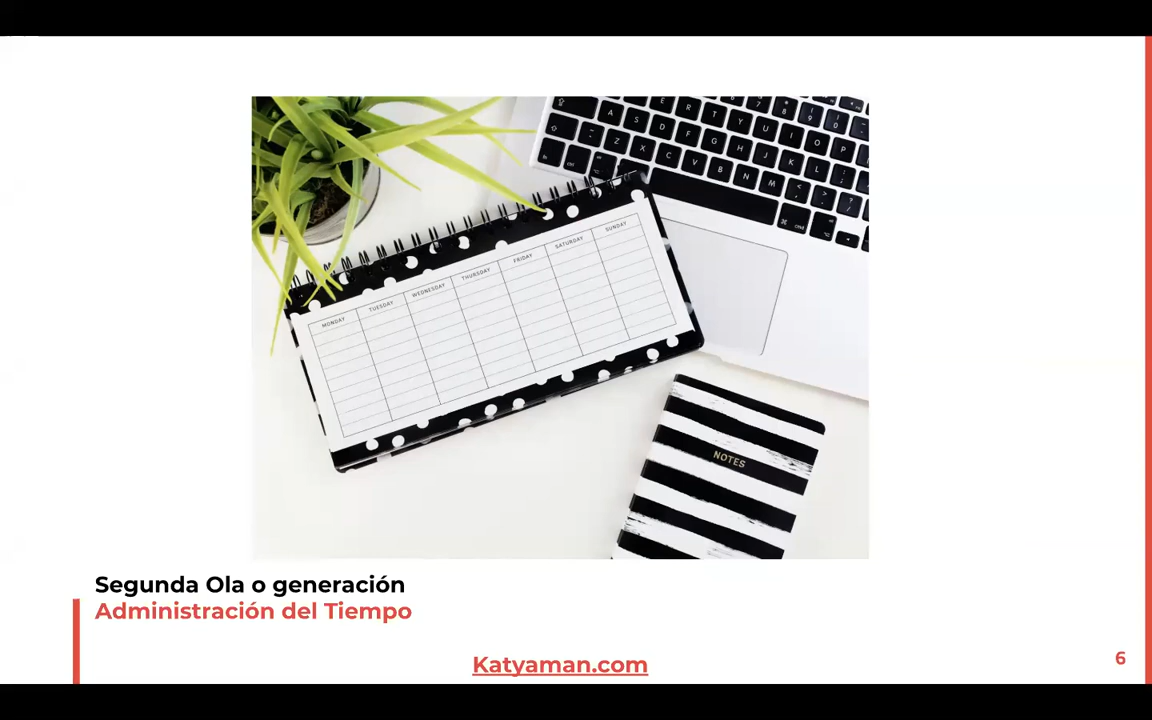 MONDAY
TUESDAY
WEDNESDAY
THURSDAY
FRIDAY
SATURDAY
SUNDAY
E R T Y U I O P
A S D F G H J K L
Z X C V B N M
NOTES
Segunda Ola o generación
Administración del Tiempo
Katyaman.com
6